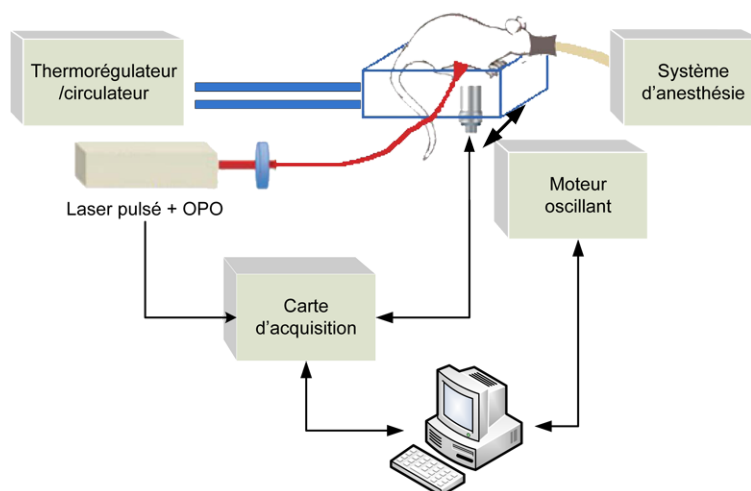 Thermorégulateur
/circulateur
Système
d'anesthésie
Laser pulsé + OPO
Moteur
oscillant
Carte
d'acquisition